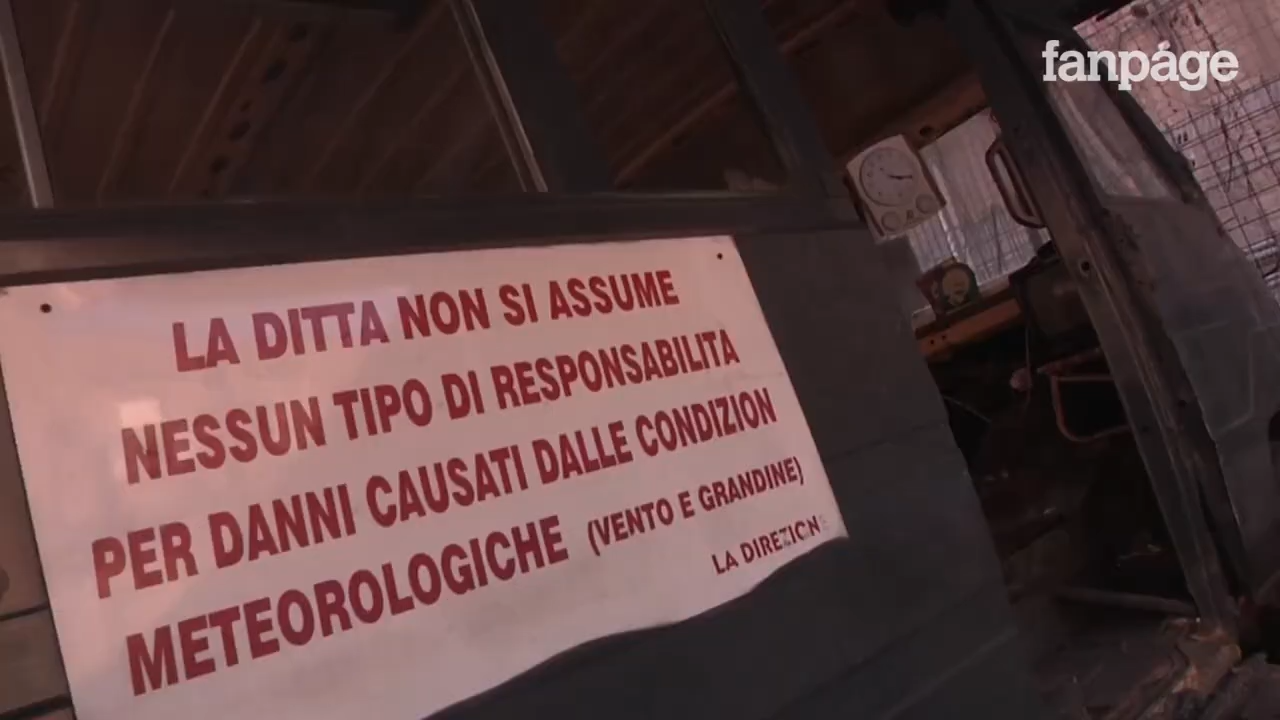 fanpáge
LA DITTA NON SI ASSUME
NESSUN TIPO DI RESPONSABILITA
PER DANNI CAUSATI DALLE CONDIZION
METEOROLOGICHE (VENTO E GRANDINE)
LA DIREZIONE